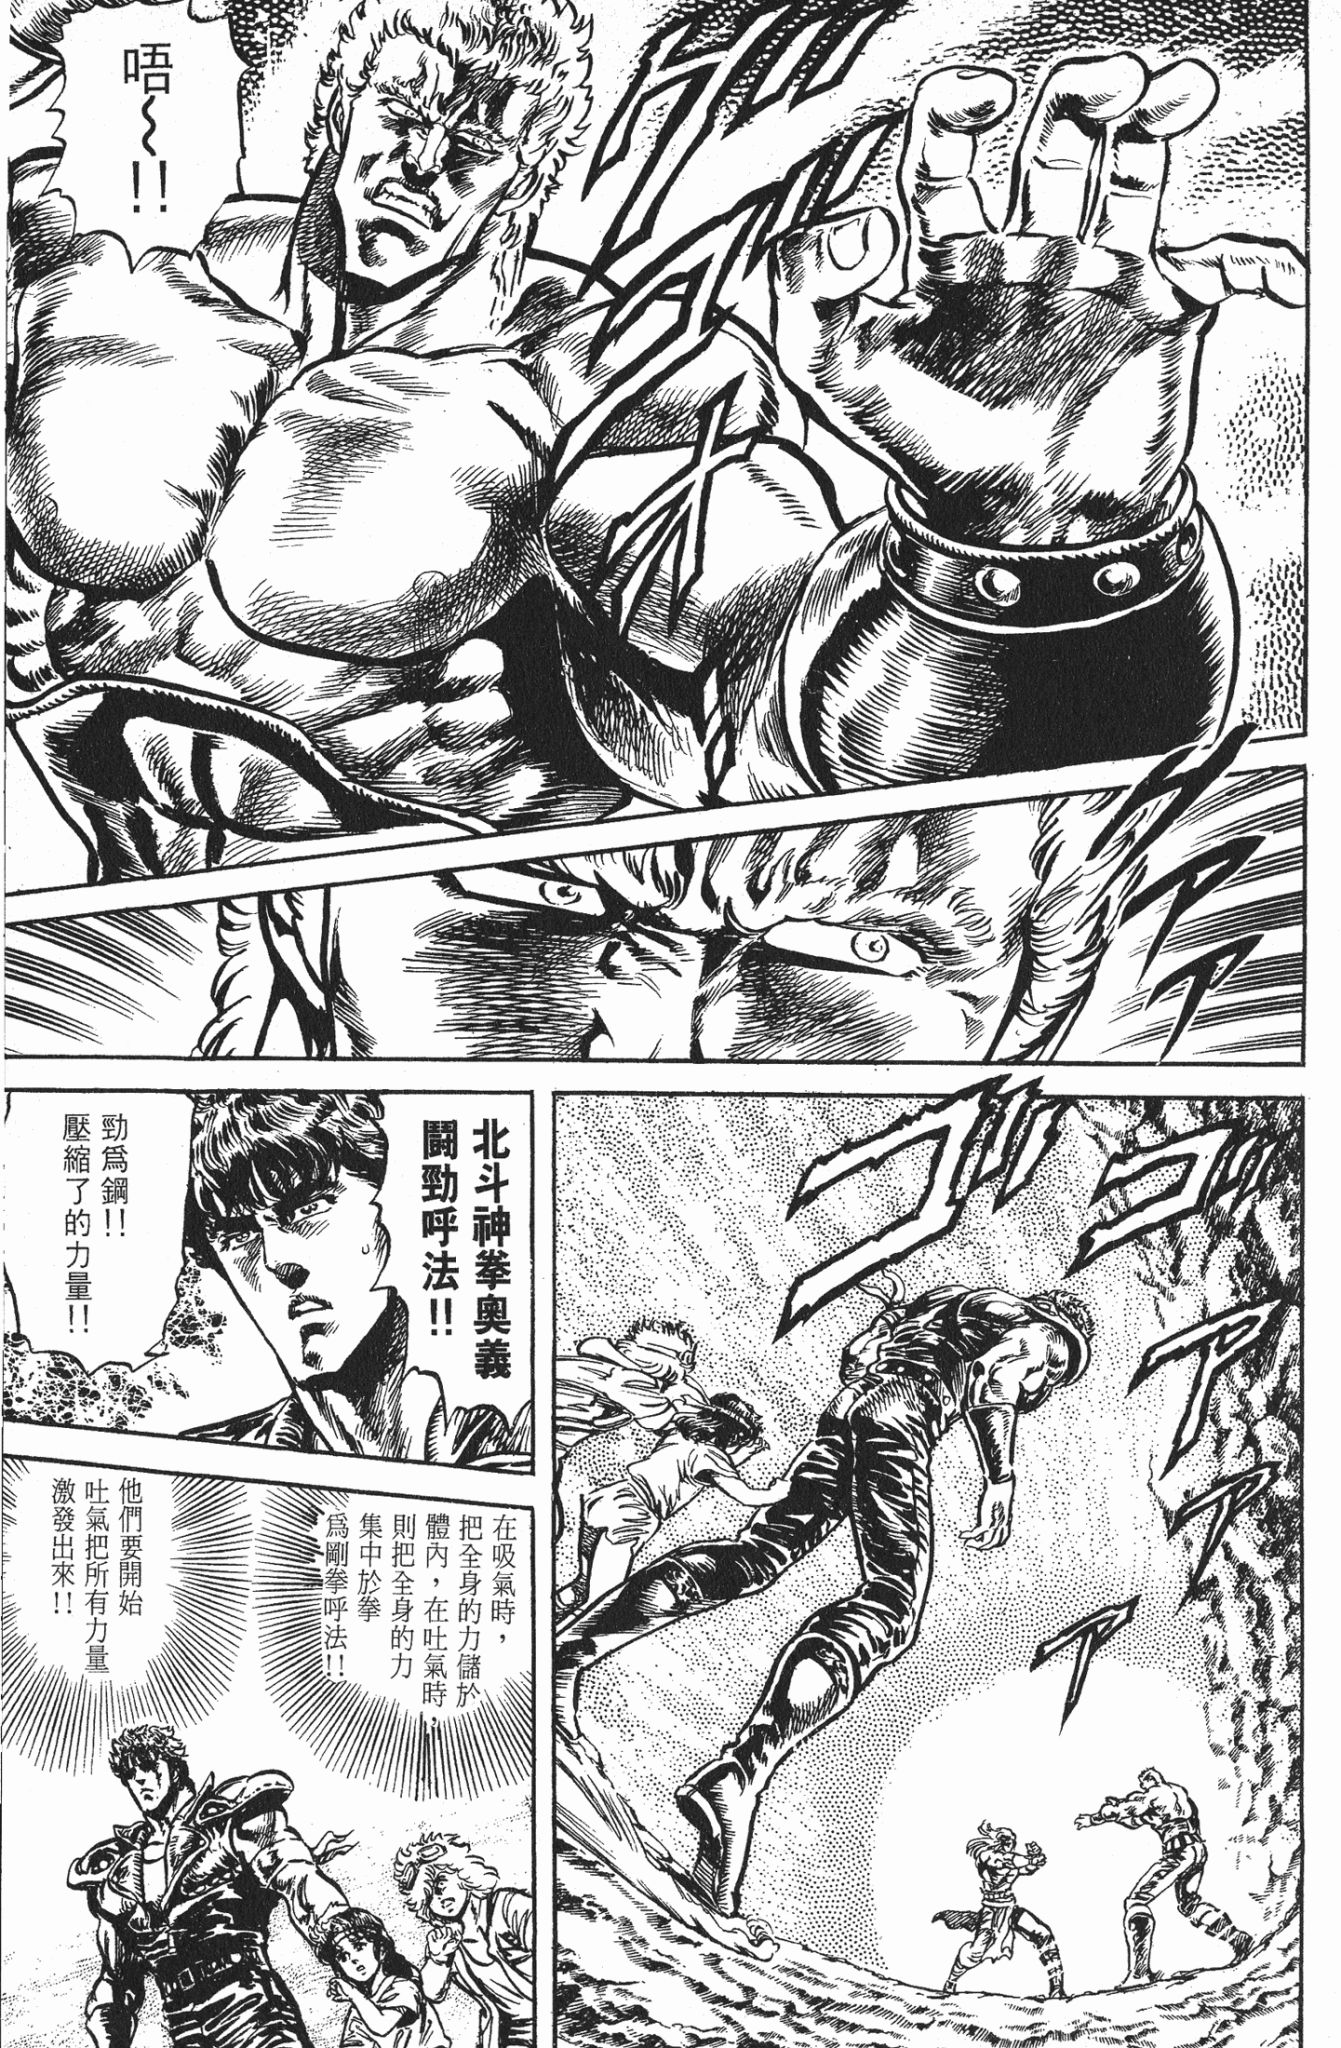 唔～!!
北斗神拳奧義
鬪勁呼法!!
勁爲鋼!!
壓縮了的力量!!
在吸氣時，
把全身的力儲於
體內，在吐氣時，
則把全身的力
集中於拳
爲剛拳呼法!!
他們要開始
吐氣把所有力量
激發出來!!